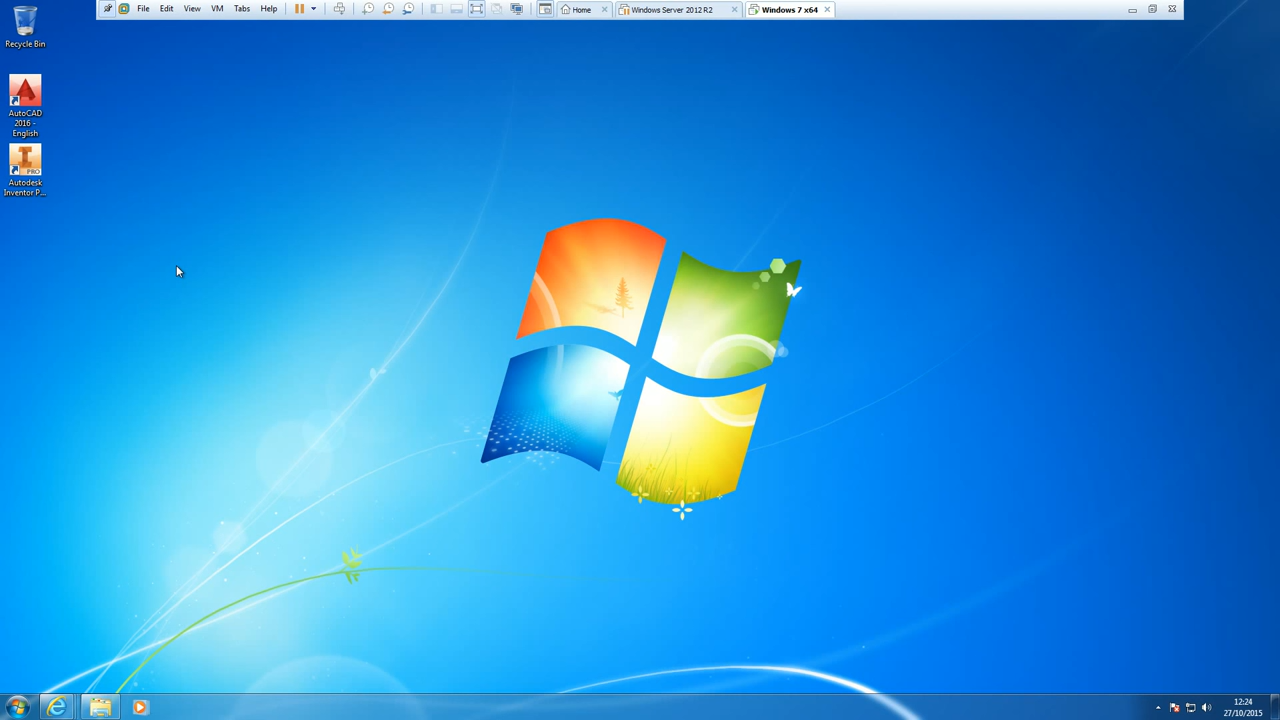 File Edit View VM Tabs Help
Home
Windows Server 2012 R2
Windows 7 x64
Recycle Bin
AutoCAD
2016 -
English
PRO
Autodesk
Inventor P...
12:24
27/10/2015